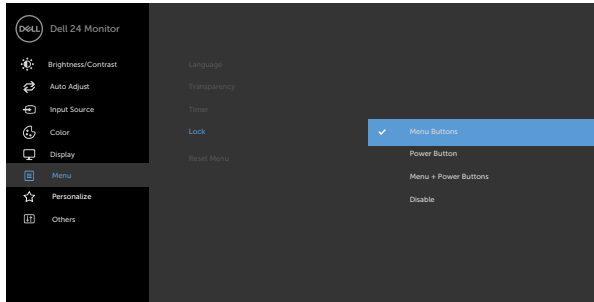 DELL
Dell 24 Monitor
Brightness/Contrast
Auto Adjust
Input Source
Color
Display
Menu
Personalize
Others
Language
Transparency
Timer
Lock
Reset Menu
Menu Buttons
Power Button
Menu + Power Buttons
Disable